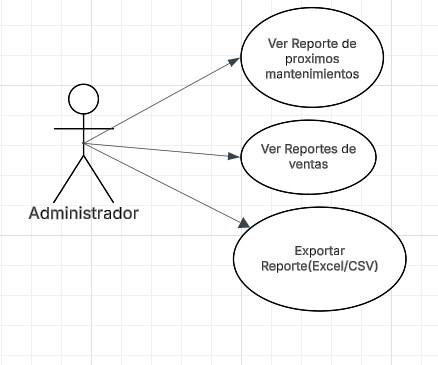 Ver Reporte de
proximos
mantenimientos
Ver Reportes de
ventas
Administrador
Exportar
Reporte(Excel/CSV)